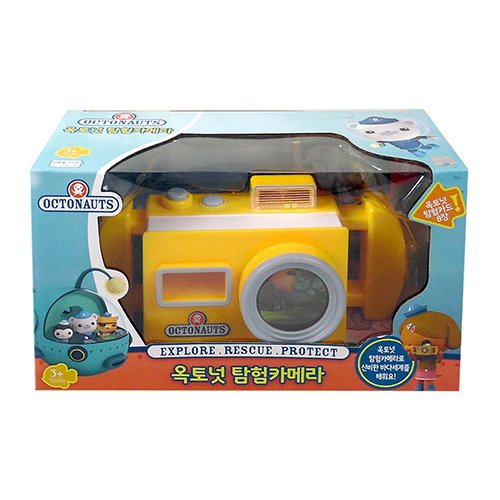 OCTONAUTS
옥토넛 탐험카메라
3+
OCTONAUTS
옥토넛
탐험카드
8장
OCTONAUTS
EXPLORE . RESCUE . PROTECT
3+
Years
옥토넛 탐험카메라
옥토넛
탐험카메라로
신비한 바다세계를
배워요!